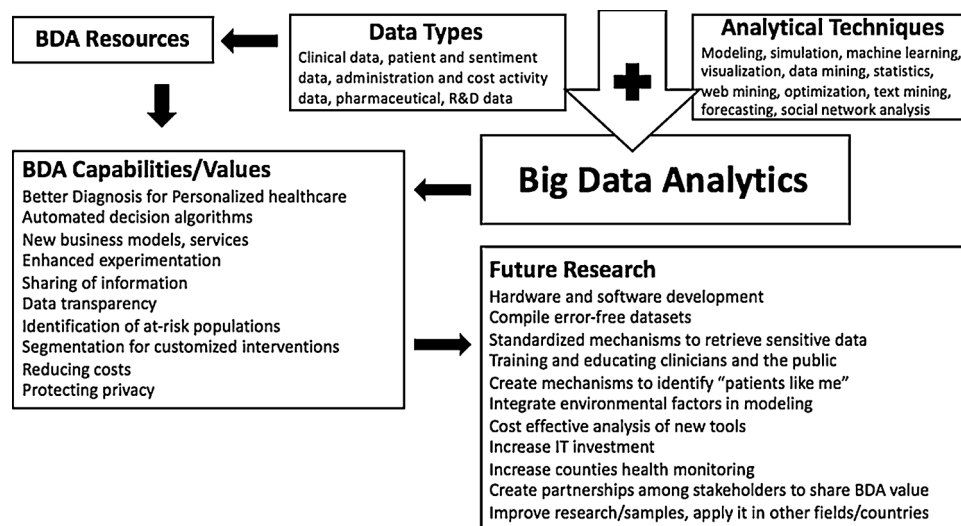 BDA Resources
Data Types
Clinical data, patient and sentiment
data, administration and cost activity
data, pharmaceutical, R&D data
Analytical Techniques
Modeling, simulation, machine learning,
visualization, data mining, statistics,
web mining, optimization, text mining,
forecasting, social network analysis
BDA Capabilities/Values
Better Diagnosis for Personalized healthcare
Automated decision algorithms
New business models, services
Enhanced experimentation
Sharing of information
Data transparency
Identification of at-risk populations
Segmentation for customized interventions
Reducing costs
Protecting privacy
Big Data Analytics
Future Research
Hardware and software development
Compile error-free datasets
Standardized mechanisms to retrieve sensitive data
Training and educating clinicians and the public
Create mechanisms to identify “patients like me”
Integrate environmental factors in modeling
Cost effective analysis of new tools
Increase IT investment
Increase counties health monitoring
Create partnerships among stakeholders to share BDA value
Improve research/samples, apply it in other fields/countries